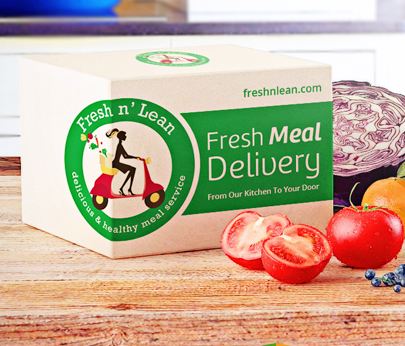 Fresh n' Lean
delicious & healthy meal service
freshnlean.com
Fresh Meal
Delivery
From Our Kitchen To Your Door